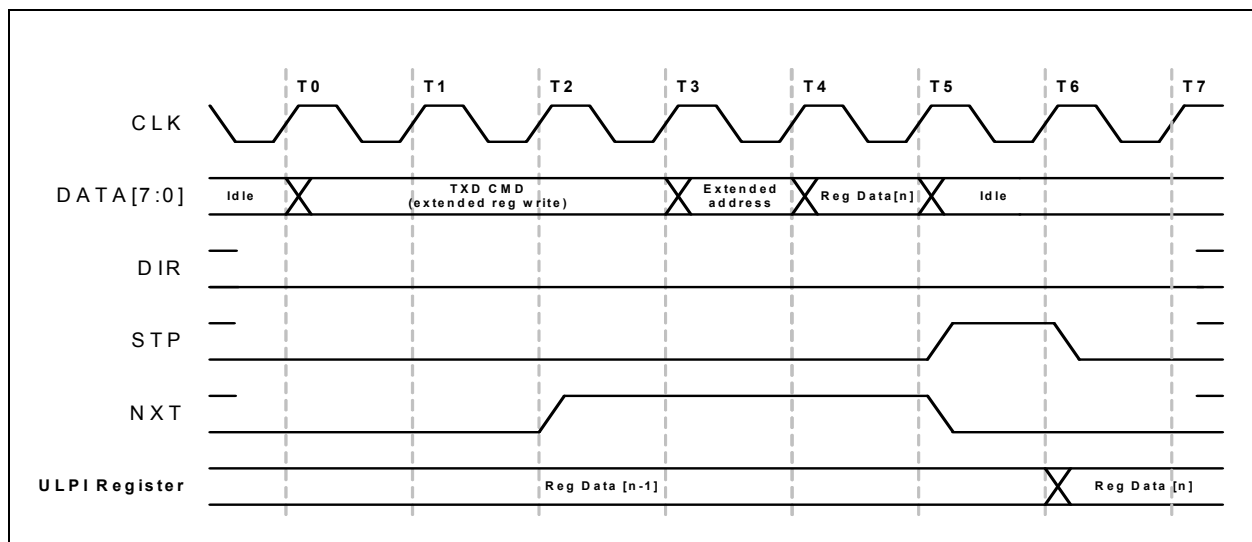 T0 T1 T2 T3 T4 T5 T6 T7
CLK
DATA[7:0] Idle TXD CMD (extended reg write) Extended address Reg Data[n] Idle
DIR
STP
NXT
ULPI Register Reg Data [n-1] Reg Data [n]